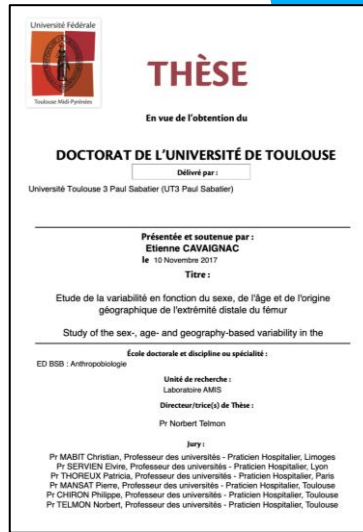 Université Fédérale
Toulouse Midi-Pyrénées
THÈSE
En vue de l'obtention du
DOCTORAT DE L'UNIVERSITÉ DE TOULOUSE
Délivré par :
Université Toulouse 3 Paul Sabatier (UT3 Paul Sabatier)
Présentée et soutenue par :
Etienne CAVAIGNAC
le 10 Novembre 2017
Titre :
Etude de la variabilité en fonction du sexe, de l'âge et de l'origine
géographique de l'extrémité distale du fémur
Study of the sex-, age- and geography-based variability in the
École doctorale et discipline ou spécialité :
ED BSB : Anthropobiologie
Unité de recherche :
Laboratoire AMIS
Directeur/trice(s) de Thèse :
Pr Norbert Telmon
Jury :
Pr MABIT Christian, Professeur des universités - Praticien Hospitalier, Limoges
Pr SERVIEN Elvire, Professeur des universités - Praticien Hospitalier, Lyon
Pr THOREUX Patricia, Professeur des universités - Praticien Hospitalier, Paris
Pr MANSAT Pierre, Professeur des universités - Praticien Hospitalier, Toulouse
Pr CHIRON Philippe, Professeur des universités - Praticien Hospitalier, Toulouse
Pr TELMON Norbert, Professeur des universités - Praticien Hospitalier, Toulouse